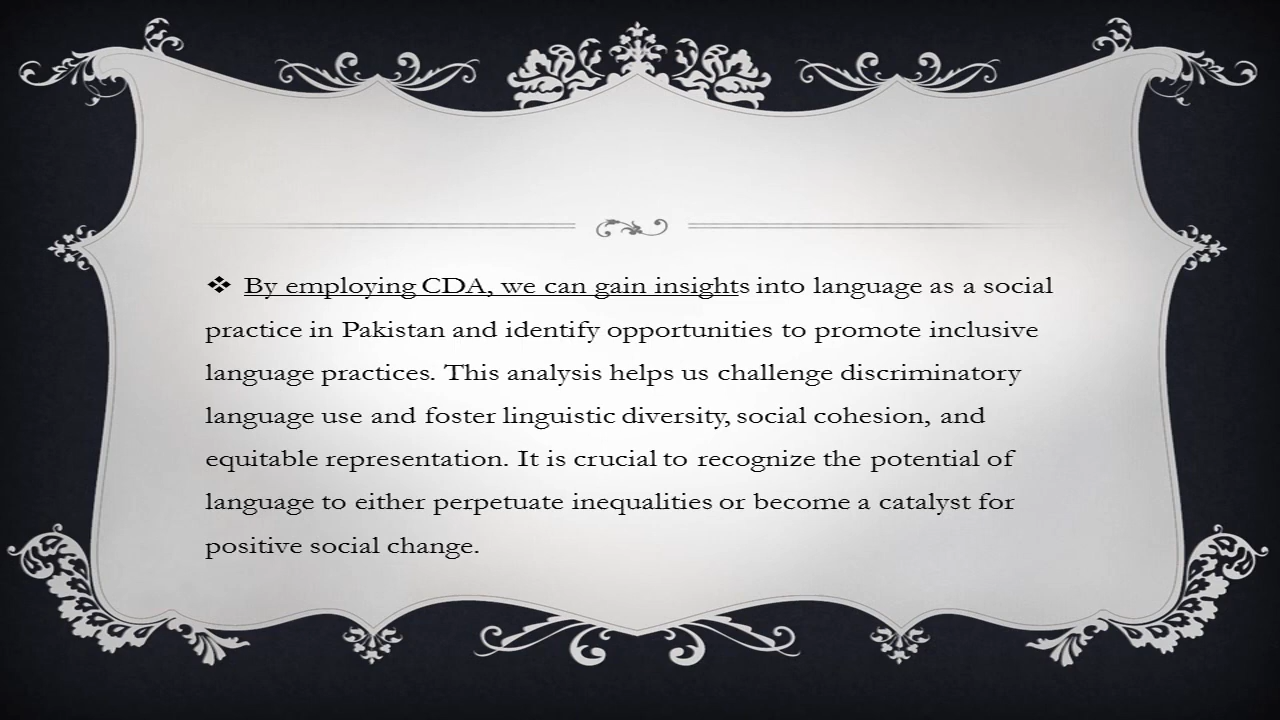 ❖ By employing CDA, we can gain insights into language as a social
practice in Pakistan and identify opportunities to promote inclusive
language practices. This analysis helps us challenge discriminatory
language use and foster linguistic diversity, social cohesion, and
equitable representation. It is crucial to recognize the potential of
language to either perpetuate inequalities or become a catalyst for
positive social change.